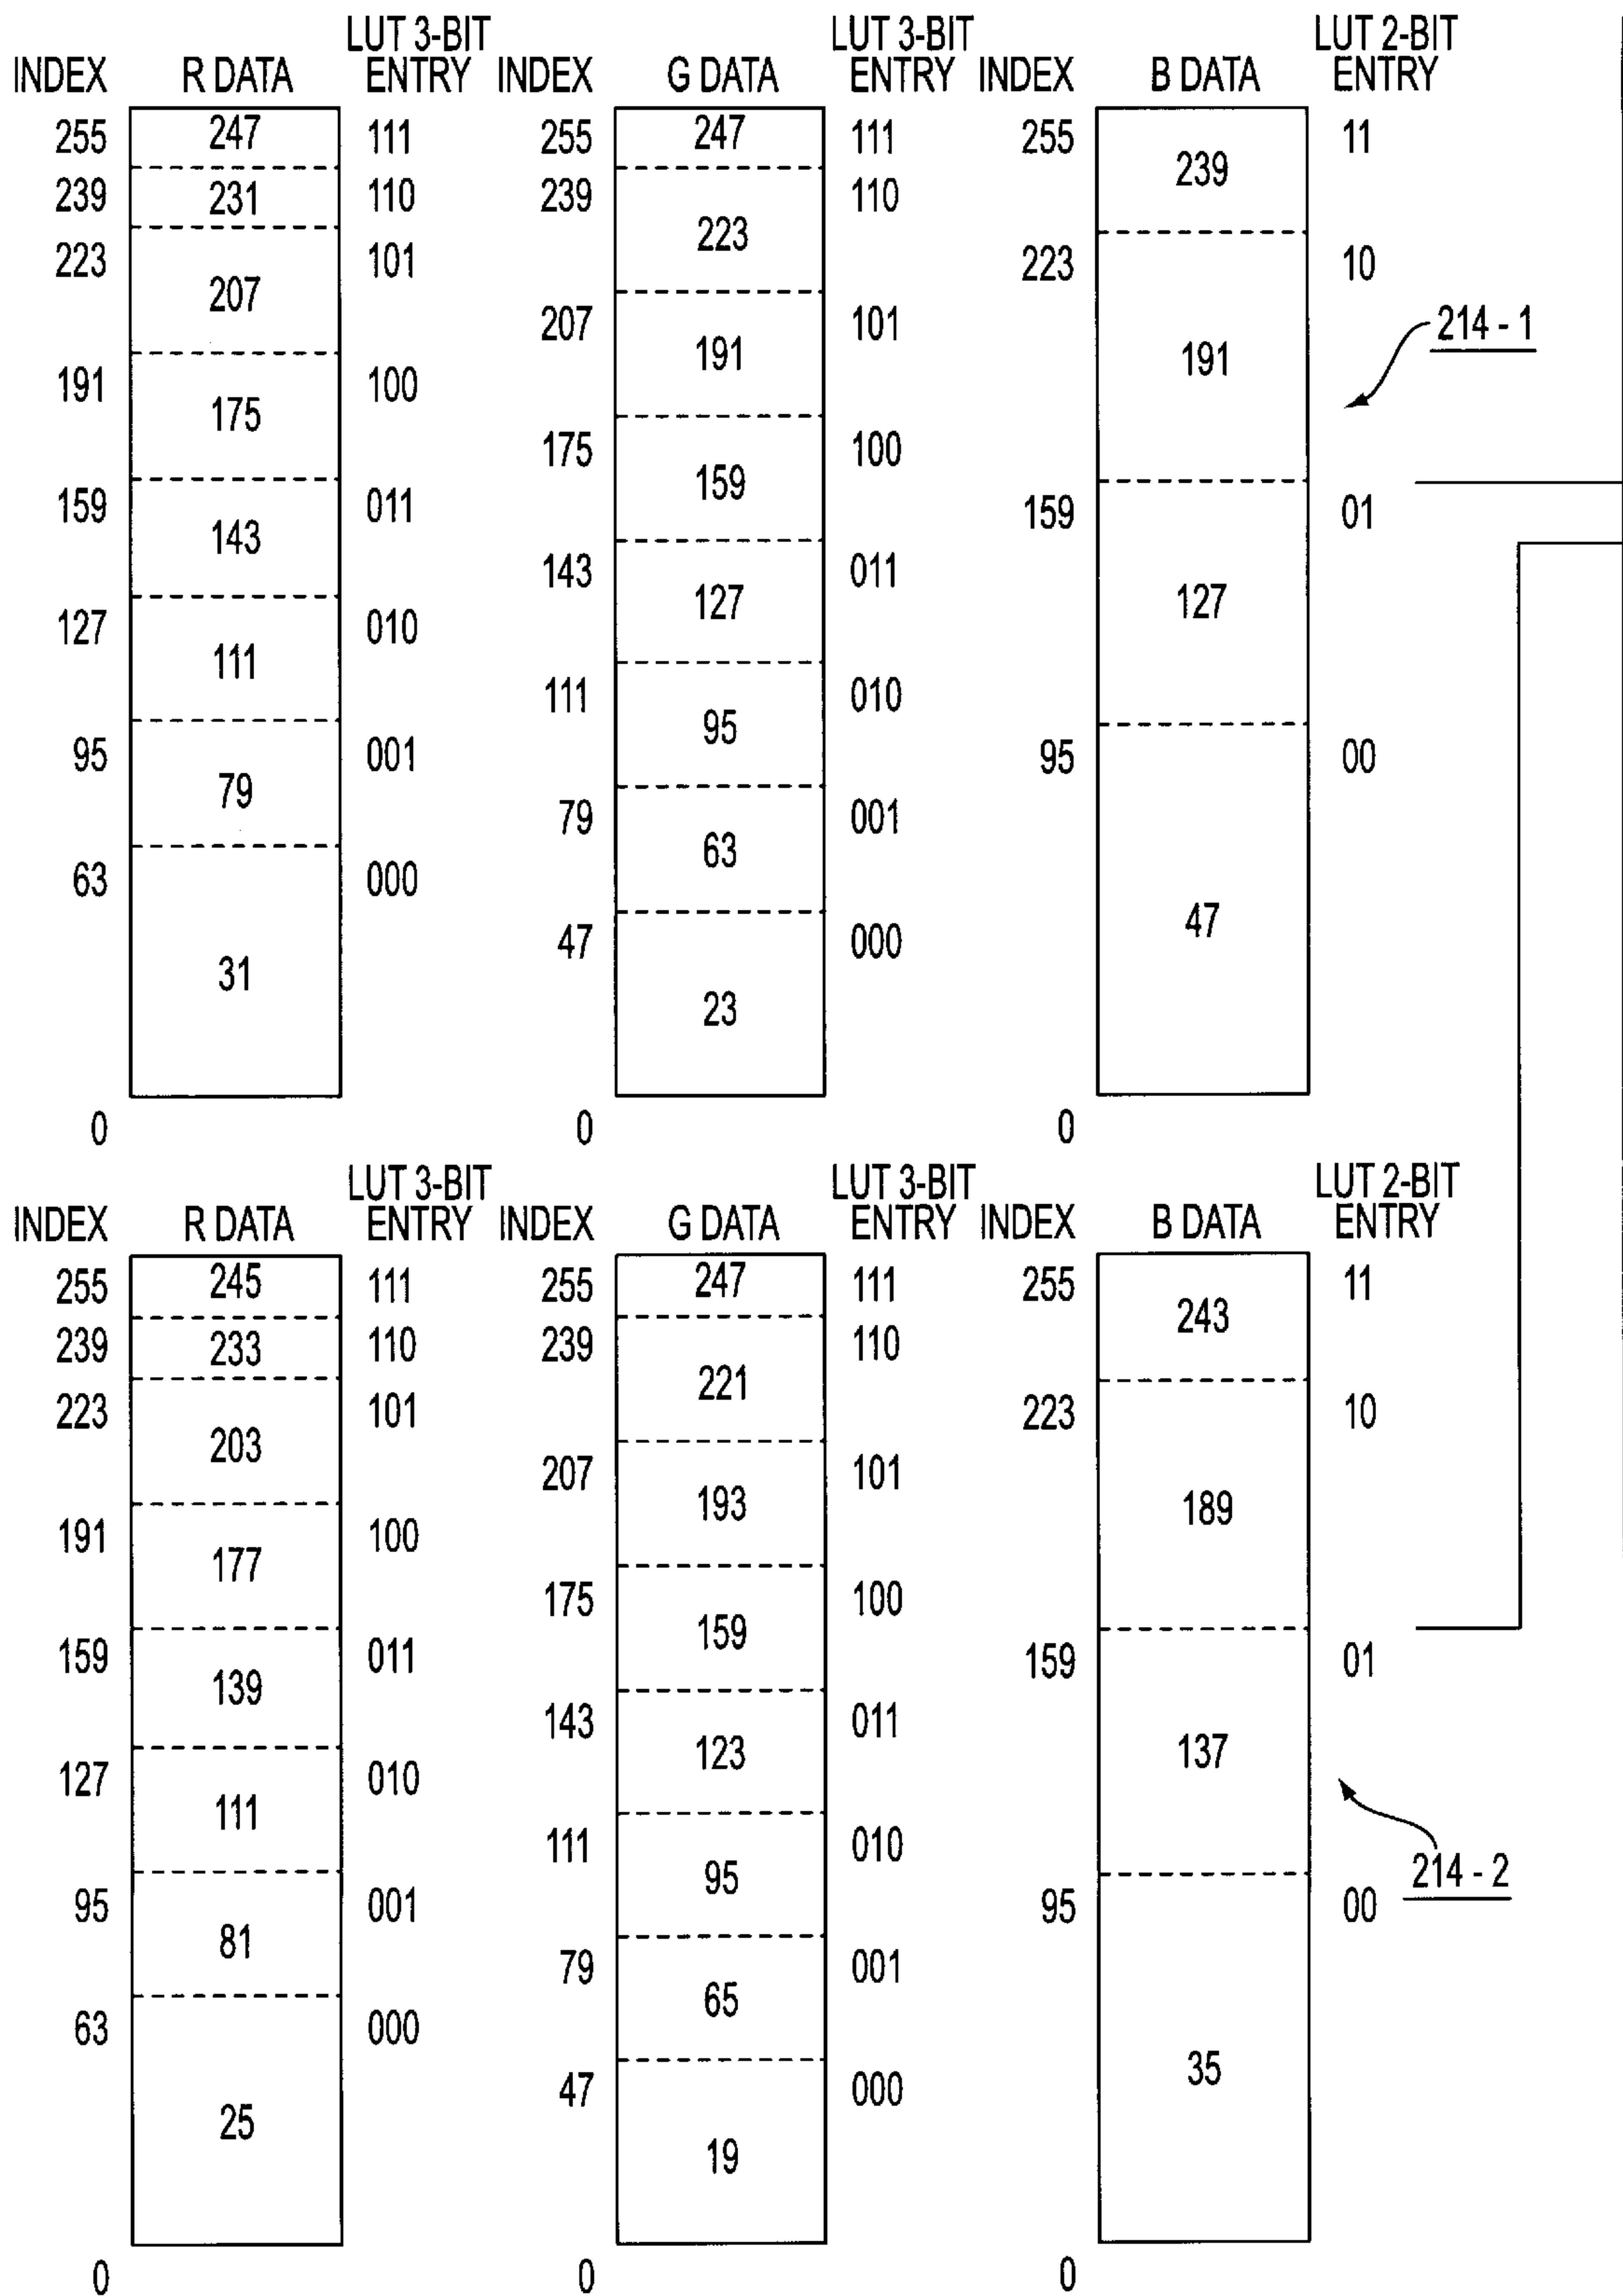 LUT 3-BIT LUT 3-BIT LUT 2-BIT
INDEX R DATA ENTRY INDEX G DATA ENTRY INDEX B DATA ENTRY
255 247 111 255 247 111 255 239 11
239 231 110 239 223 110
223 207 101 223 191 10
207 191 101 214 - 1
191 175 100
175 159 100
159 143 011 159 127 01
143 127 011
127 111 010
111 95 010
95 79 001 95 47 00
79 63 001
63 31 000
47 23 000
0 0 0
LUT 3-BIT LUT 3-BIT LUT 2-BIT
INDEX R DATA ENTRY INDEX G DATA ENTRY INDEX B DATA ENTRY
255 245 111 255 247 111 255 243 11
239 233 110 239 221 110
223 203 101 223 189 10
207 193 101
191 177 100
175 159 100
159 139 011 159 137 01
143 123 011
127 111 010
111 95 010 214 - 2
95 81 001 95 35 00
79 65 001
63 25 000
47 19 000
0 0 0